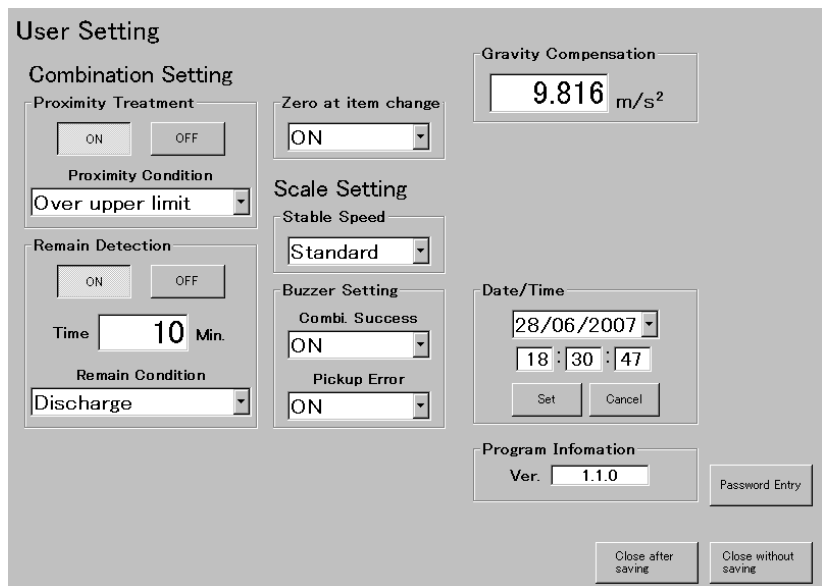 User Setting
Combination Setting
Proximity Treatment
ON OFF
Proximity Condition
Over upper limit
Remain Detection
ON OFF
Time 10 Min.
Remain Condition
Discharge
Zero at item change
ON
Scale Setting
Stable Speed
Standard
Buzzer Setting
Combi. Success
ON
Pickup Error
ON
Gravity Compensation
9.816 m/s²
Date/Time
28/06/2007
18 : 30 : 47
Set Cancel
Program Infomation
Ver. 1.1.0
Password Entry
Close after
saving
Close without
saving